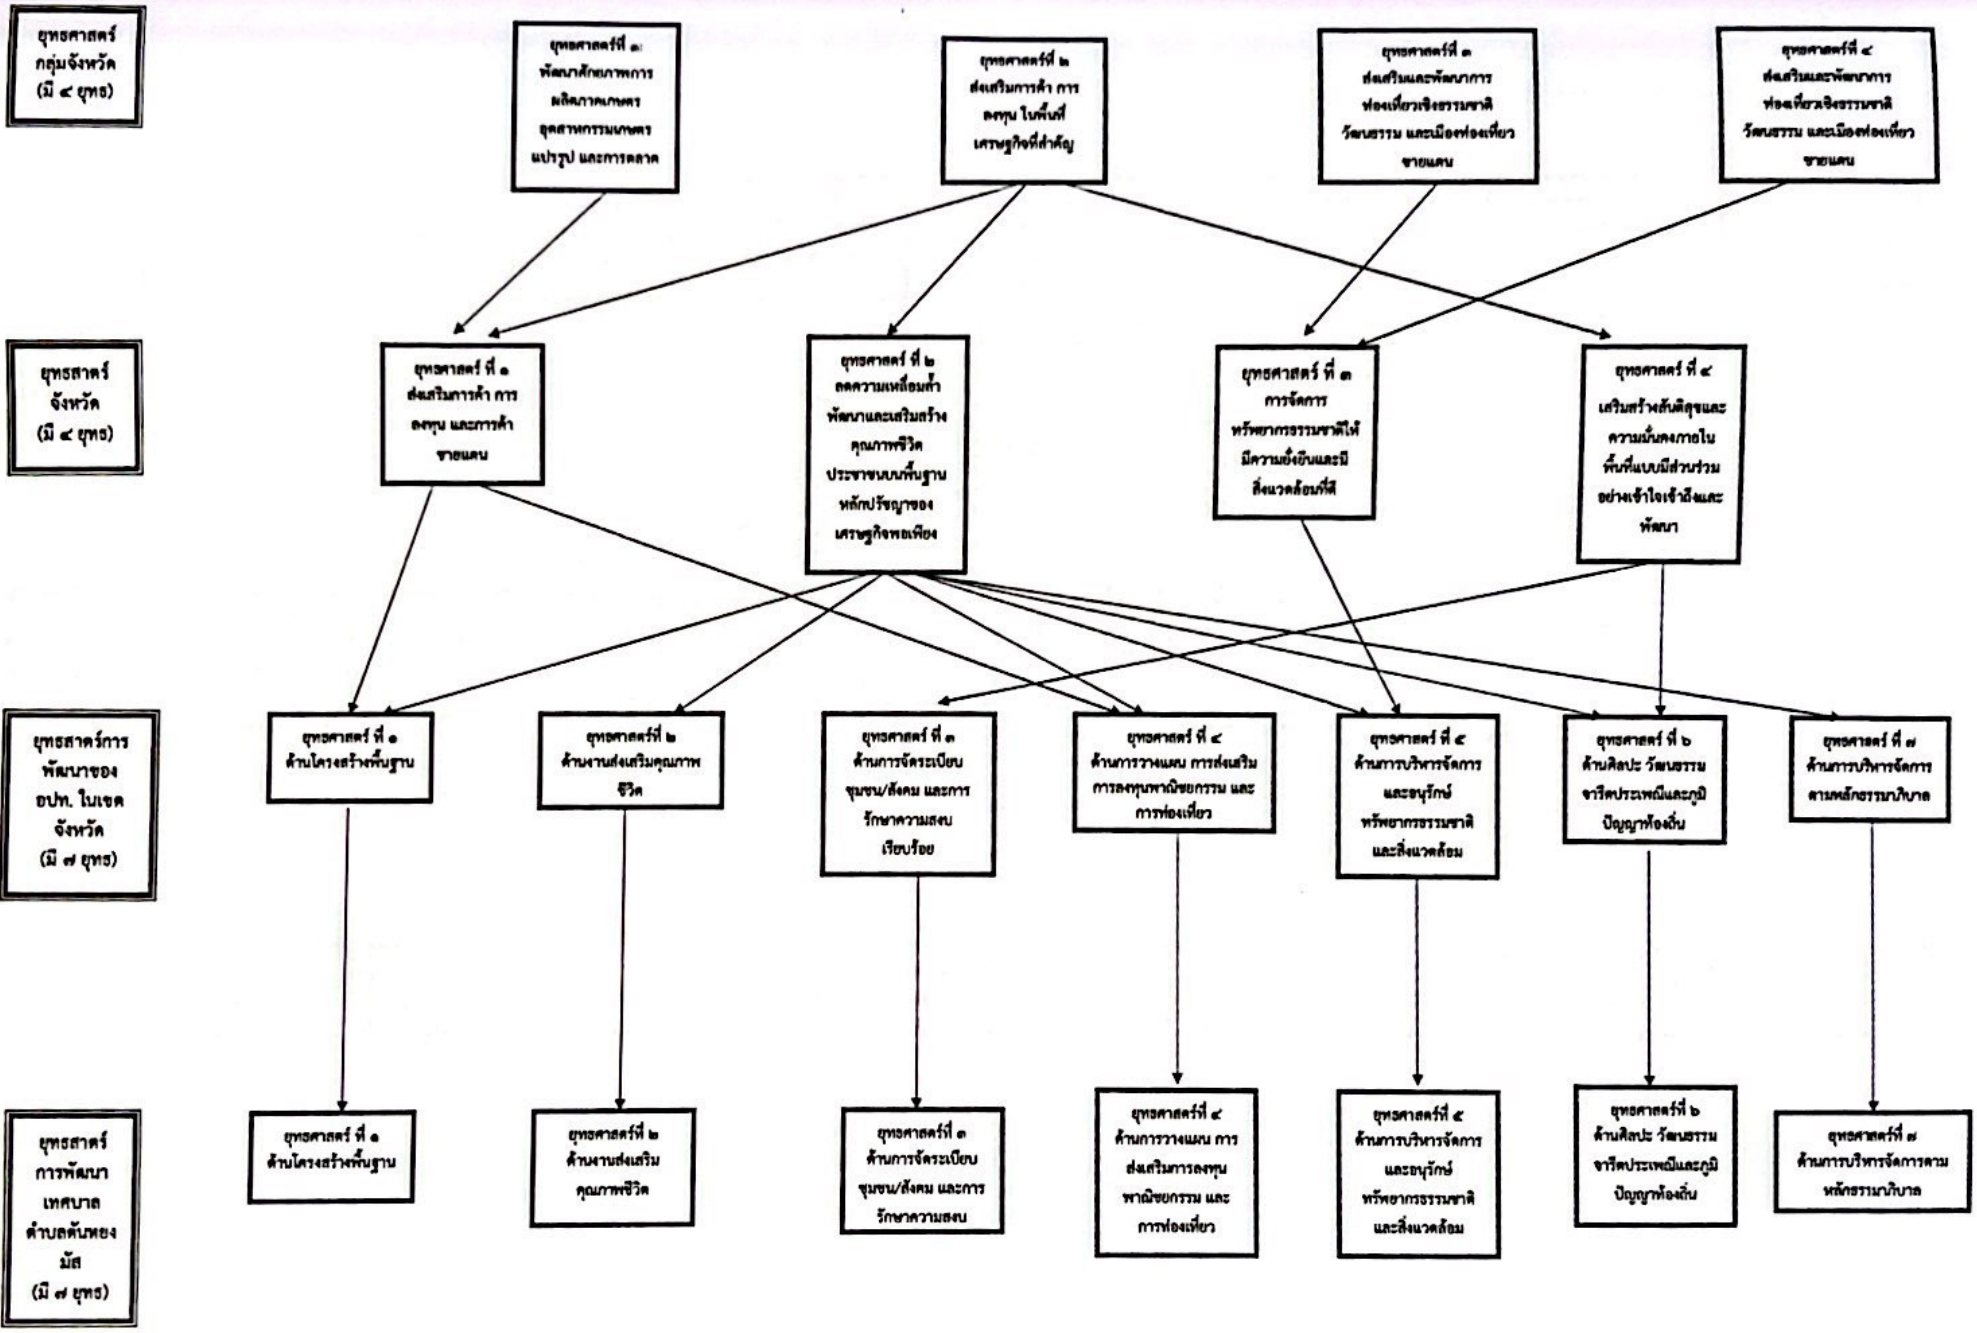 ยุทธศาสตร์
กลุ่มจังหวัด
(มี ๔ ยุทธ)
ยุทธศาสตร์ที่ ๑
พัฒนาศักยภาพการ
ผลิตภาคเกษตร
อุตสาหกรรมเกษตร
แปรรูป และการตลาด
ยุทธศาสตร์ที่ ๒
ส่งเสริมการค้า การ
ลงทุน ในพื้นที่
เศรษฐกิจที่สำคัญ
ยุทธศาสตร์ที่ ๓
ส่งเสริมและพัฒนาการ
ท่องเที่ยวเชิงธรรมชาติ
วัฒนธรรม และเมืองท่องเที่ยว
ชายแดน
ยุทธศาสตร์ที่ ๔
ส่งเสริมและพัฒนาการ
ท่องเที่ยวเชิงธรรมชาติ
วัฒนธรรม และเมืองท่องเที่ยว
ชายแดน
ยุทธสาตร์
จังหวัด
(มี ๔ ยุทธ)
ยุทธศาสตร์ ที่ ๑
ส่งเสริมการค้า การ
ลงทุน และการค้า
ชายแดน
ยุทธศาสตร์ ที่ ๒
ลดความเหลื่อมล้ำ
พัฒนาและเสริมสร้าง
คุณภาพชีวิต
ประชาชนบนพื้นฐาน
หลักปรัชญาของ
เศรษฐกิจพอเพียง
ยุทธศาสตร์ ที่ ๓
การจัดการ
ทรัพยากรธรรมชาติให้
มีความยั่งยืนและมี
สิ่งแวดล้อมที่ดี
ยุทธศาสตร์ ที่ ๔
เสริมสร้างสันติสุขและ
ความมั่นคงภายใน
พื้นที่แบบมีส่วนร่วม
อย่างเข้าใจเข้าถึงและ
พัฒนา
ยุทธสาตร์การ
พัฒนาของ
อปท. ในเขต
จังหวัด
(มี ๗ ยุทธ)
ยุทธศาสตร์ ที่ ๑
ด้านโครงสร้างพื้นฐาน
ยุทธศาสตร์ที่ ๒
ด้านงานส่งเสริมคุณภาพ
ชีวิต
ยุทธศาสตร์ ที่ ๓
ด้านการจัดระเบียบ
ชุมชน/สังคม และการ
รักษาความสงบ
เรียบร้อย
ยุทธศาสตร์ ที่ ๔
ด้านการวางแผน การส่งเสริม
การลงทุนพาณิชยกรรม และ
การท่องเที่ยว
ยุทธศาสตร์ ที่ ๕
ด้านการบริหารจัดการ
และอนุรักษ์
ทรัพยากรธรรมชาติ
และสิ่งแวดล้อม
ยุทธศาสตร์ ที่ ๖
ด้านศิลปะ วัฒนธรรม
จารีตประเพณีและภูมิ
ปัญญาท้องถิ่น
ยุทธศาสตร์ ที่ ๗
ด้านการบริหารจัดการ
ตามหลักธรรมาภิบาล
ยุทธสาตร์
การพัฒนา
เทศบาล
ตำบลตันหยง
มัส
(มี ๗ ยุทธ)
ยุทธศาสตร์ ที่ ๑
ด้านโครงสร้างพื้นฐาน
ยุทธศาสตร์ที่ ๒
ด้านงานส่งเสริม
คุณภาพชีวิต
ยุทธศาสตร์ที่ ๓
ด้านการจัดระเบียบ
ชุมชน/สังคม และการ
รักษาความสงบ
ยุทธศาสตร์ที่ ๔
ด้านการวางแผน การ
ส่งเสริมการลงทุน
พาณิชยกรรม และ
การท่องเที่ยว
ยุทธศาสตร์ที่ ๕
ด้านการบริหารจัดการ
และอนุรักษ์
ทรัพยากรธรรมชาติ
และสิ่งแวดล้อม
ยุทธศาสตร์ที่ ๖
ด้านศิลปะ วัฒนธรรม
จารีตประเพณีและภูมิ
ปัญญาท้องถิ่น
ยุทธศาสตร์ที่ ๗
ด้านการบริหารจัดการตาม
หลักธรรมาภิบาล